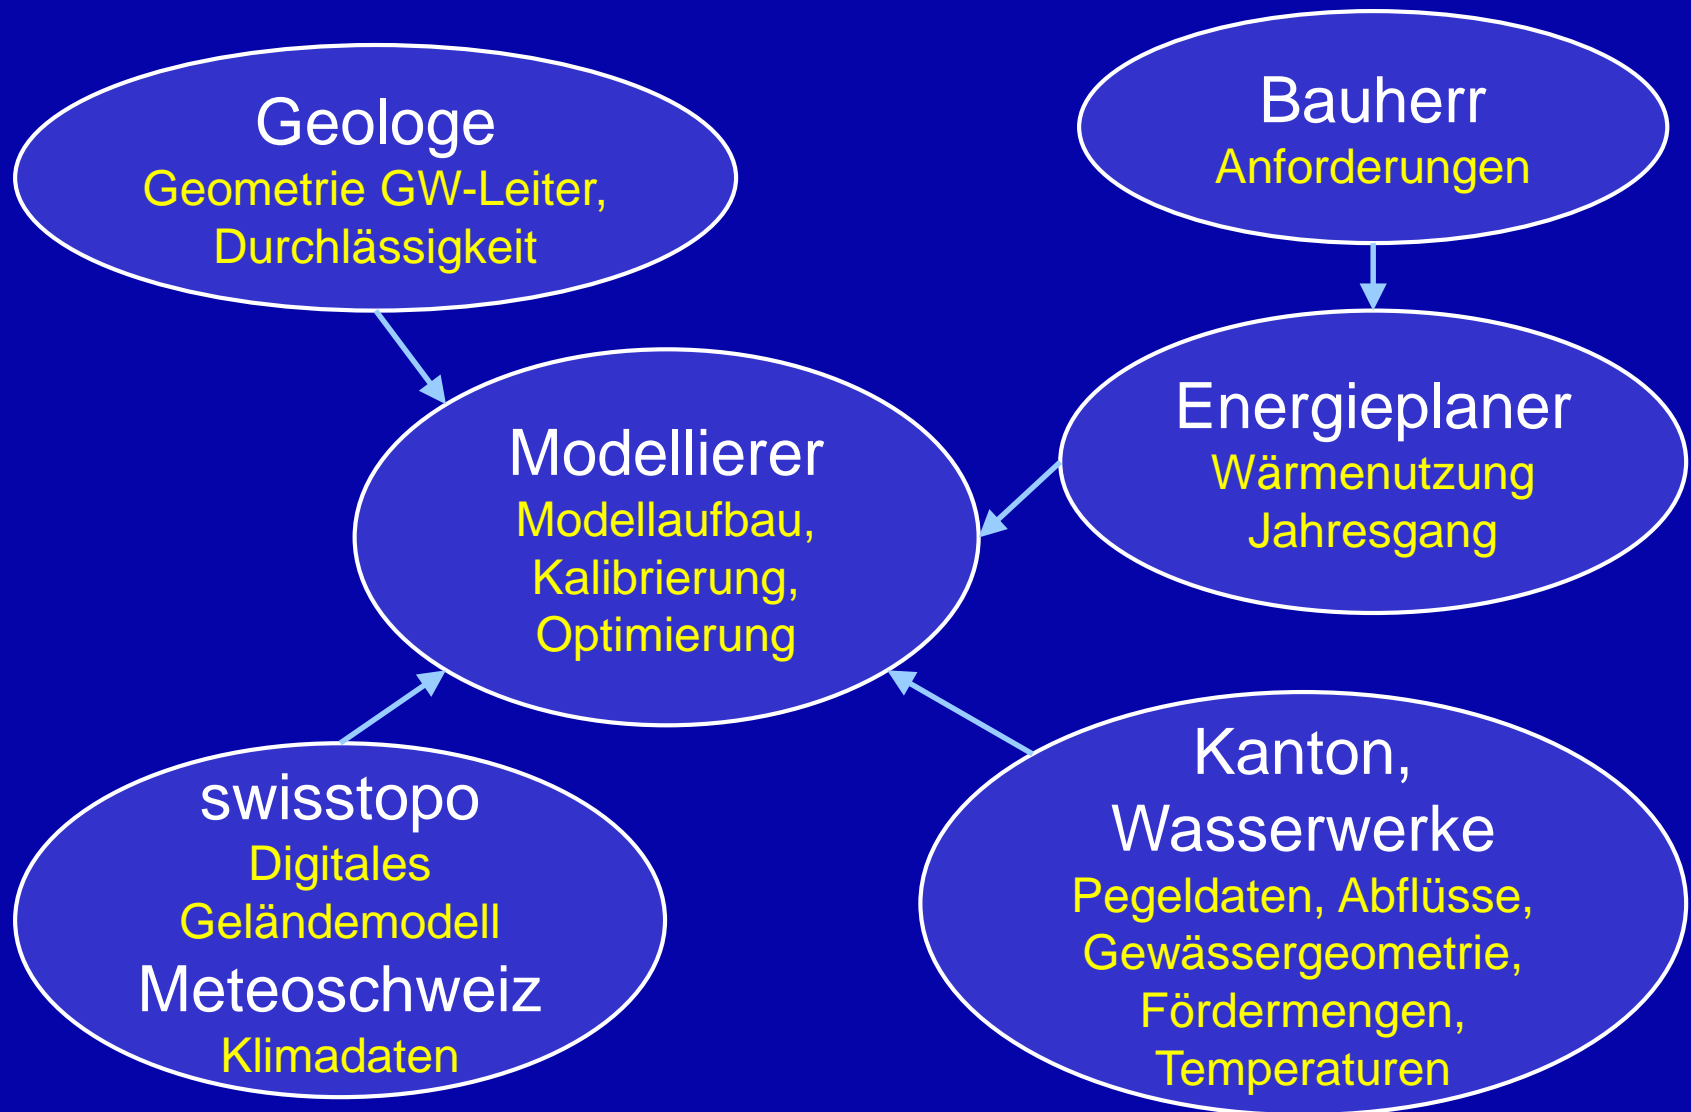 Geologe
Geometrie GW-Leiter,
Durchlässigkeit
Bauherr
Anforderungen
Modellierer
Modellaufbau,
Kalibrierung,
Optimierung
Energieplaner
Wärmenutzung
Jahresgang
swisstopo
Digitales
Geländemodell
Meteoschweiz
Klimadaten
Kanton,
Wasserwerke
Pegeldaten, Abflüsse,
Gewässergeometrie,
Fördermengen,
Temperaturen